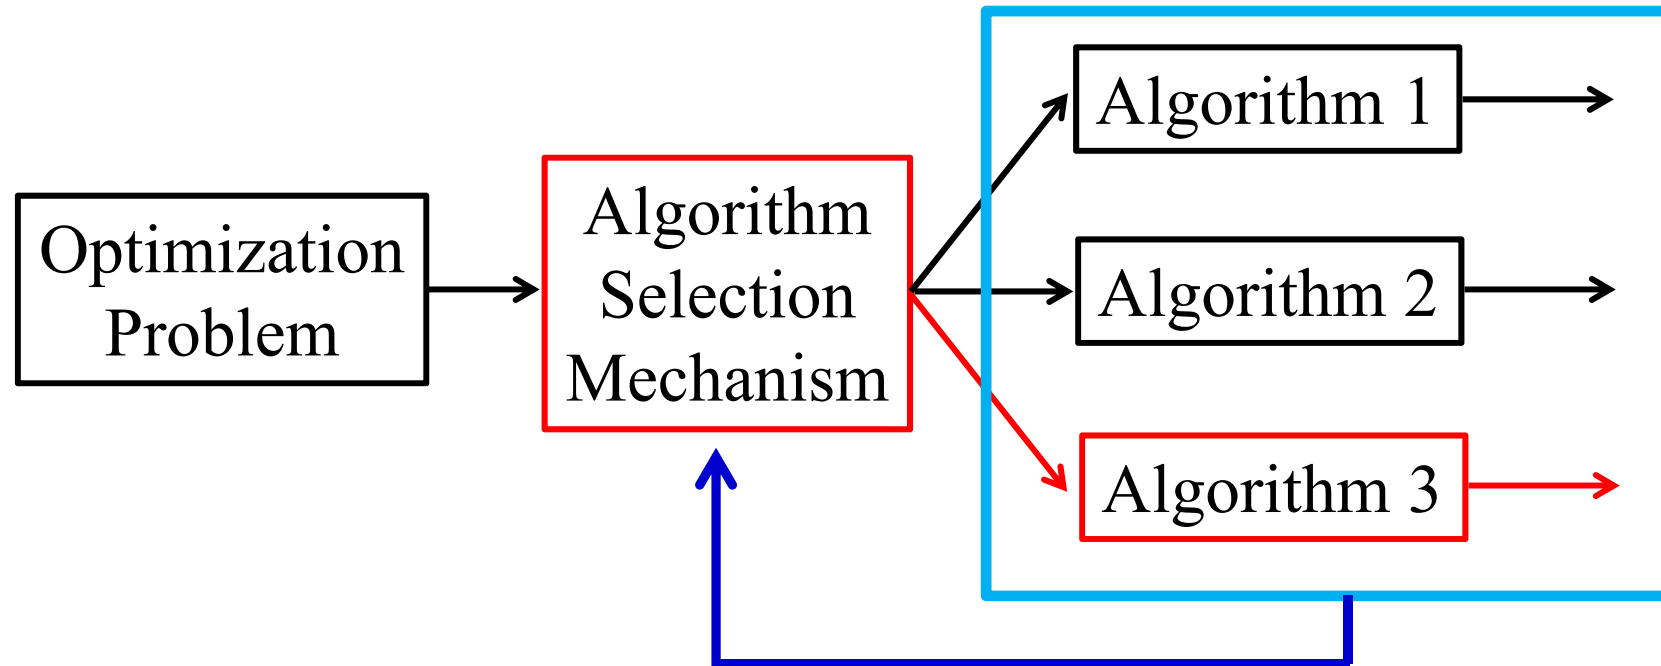 Optimization
Problem
Algorithm
Selection
Mechanism
Algorithm 1
Algorithm 2
Algorithm 3